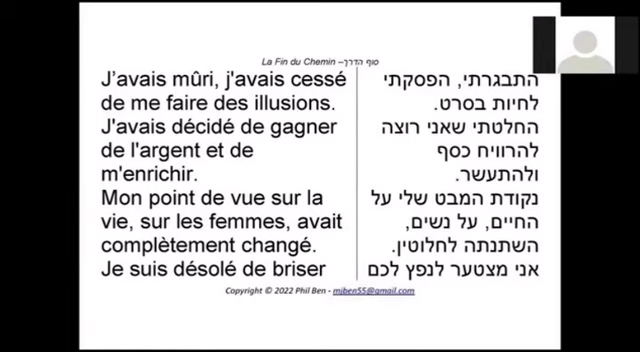 La Fin du Chemin –סוף הדרך
J’avais mûri, j'avais cessé
de me faire des illusions.
J'avais décidé de gagner
de l'argent et de
m'enrichir.
Mon point de vue sur la
vie, sur les femmes, avait
complètement changé.
Je suis désolé de briser
התבגרתי, הפסקתי
לחיות בסרט.
החלטתי שאני רוצה
להרוויח כסף
ולהתעשר.
נקודת המבט שלי על
החיים, על נשים,
השתנתה לחלוטין.
אני מצטער לנפץ לכם
Copyright © 2022 Phil Ben - mjben55@gmail.com